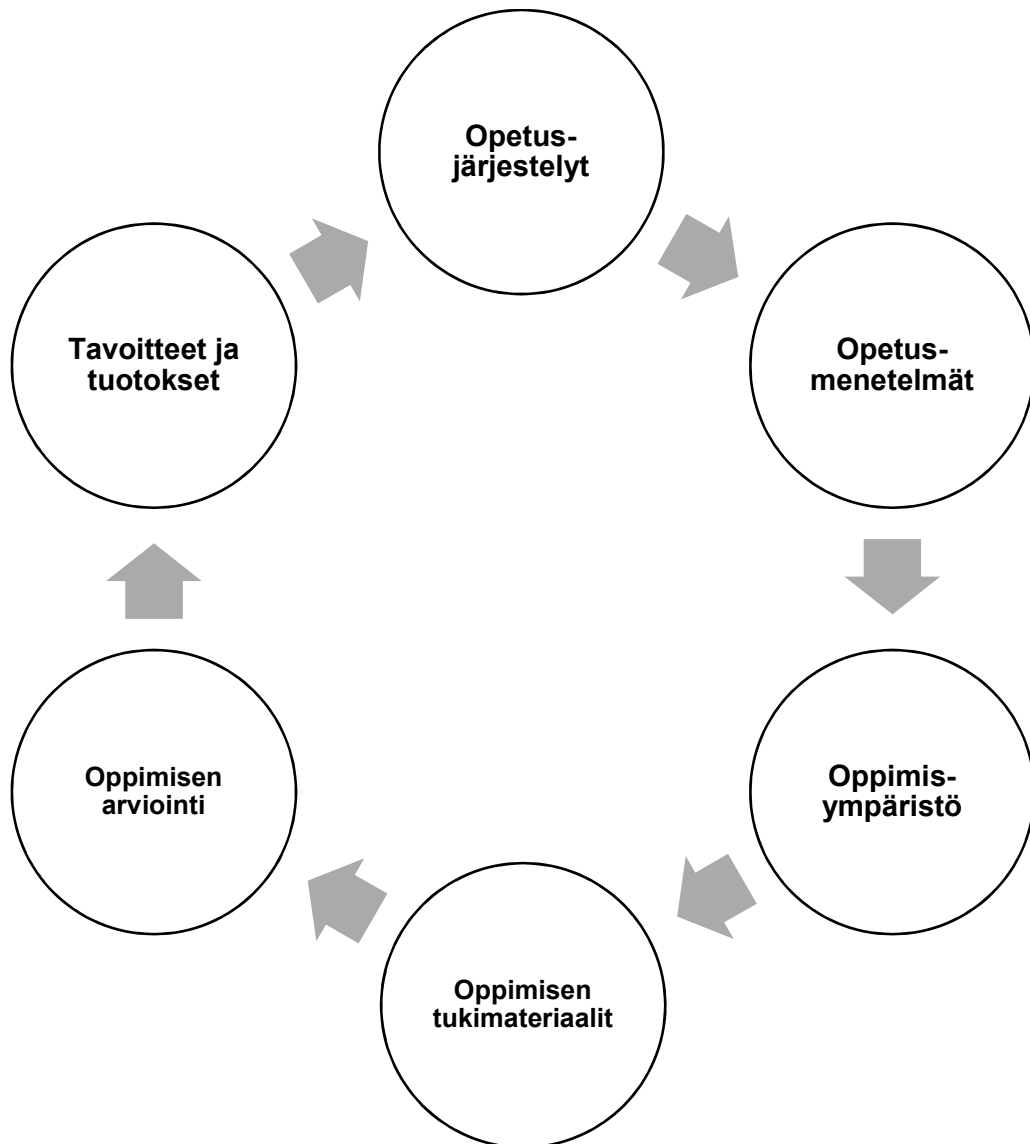 Opetus-
järjestelyt
Opetus-
menetelmät
Oppimis-
ympäristö
Oppimisen
tukimateriaalit
Oppimisen
arviointi
Tavoitteet ja
tuotokset